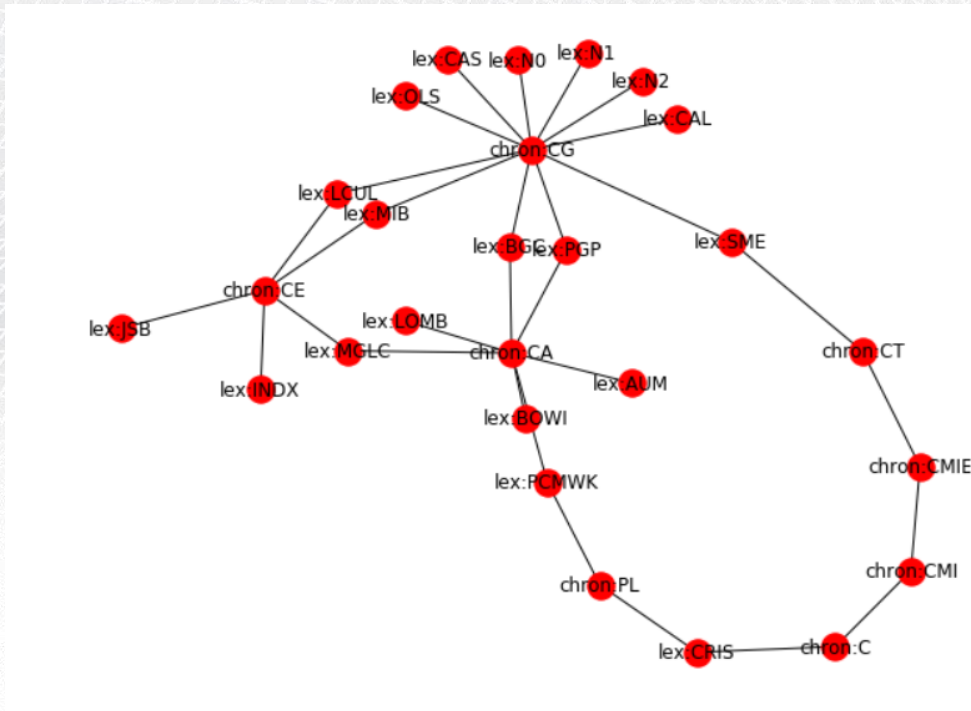 lex:CAS
lex:N0
lex:N1
lex:N2
lex:OLS
lex:CAL
chron:CG
lex:LCUL
lex:MIB
lex:BGC
lex:PGP
lex:SME
chron:CE
lex:JSB
lex:LOMB
lex:MGLC
chron:CA
chron:CT
lex:INDX
lex:AUM
lex:BOWI
chron:CMIE
lex:PCMWK
chron:CMI
chron:PL
lex:CRIS
chron:C